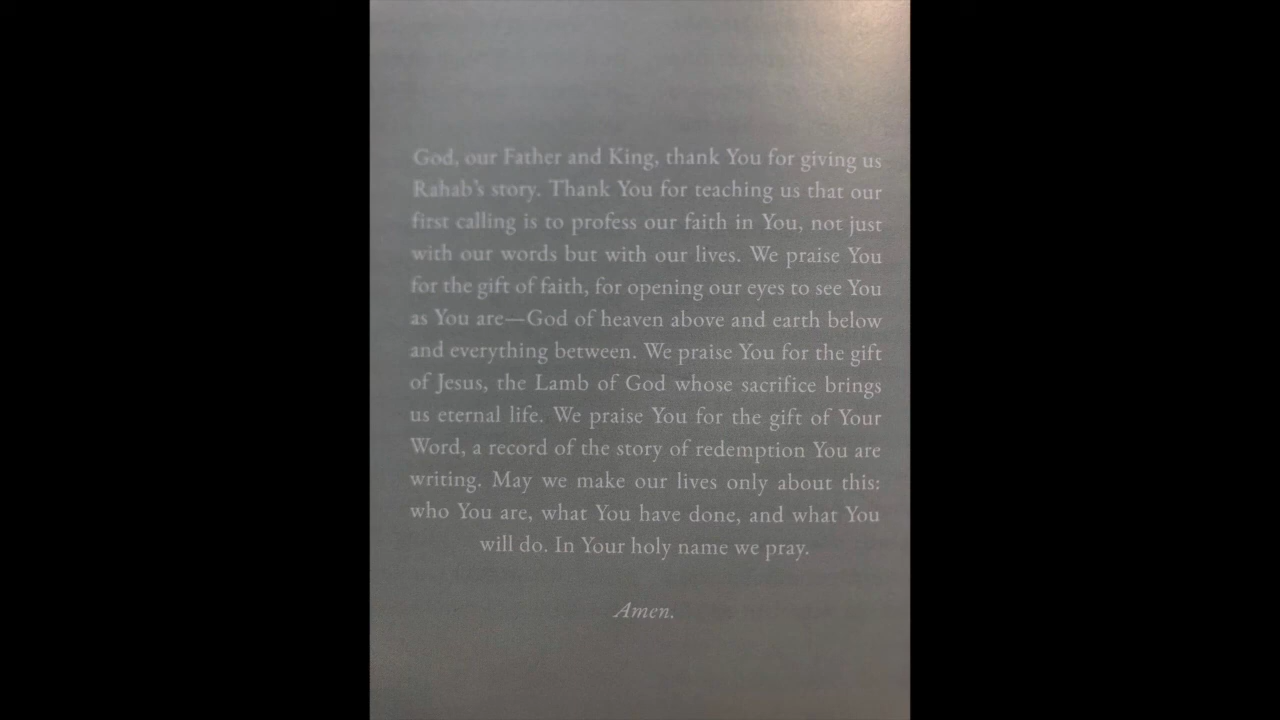 God, our Father and King, thank You for giving us
Rahab’s story. Thank You for teaching us that our
first calling is to profess our faith in You, not just
with our words but with our lives. We praise You
for the gift of faith, for opening our eyes to see You
as You are—God of heaven above and earth below
and everything between. We praise You for the gift
of Jesus, the Lamb of God whose sacrifice brings
us eternal life. We praise You for the gift of Your
Word, a record of the story of redemption You are
writing. May we make our lives only about this:
who You are, what You have done, and what You
will do. In Your holy name we pray.
Amen.